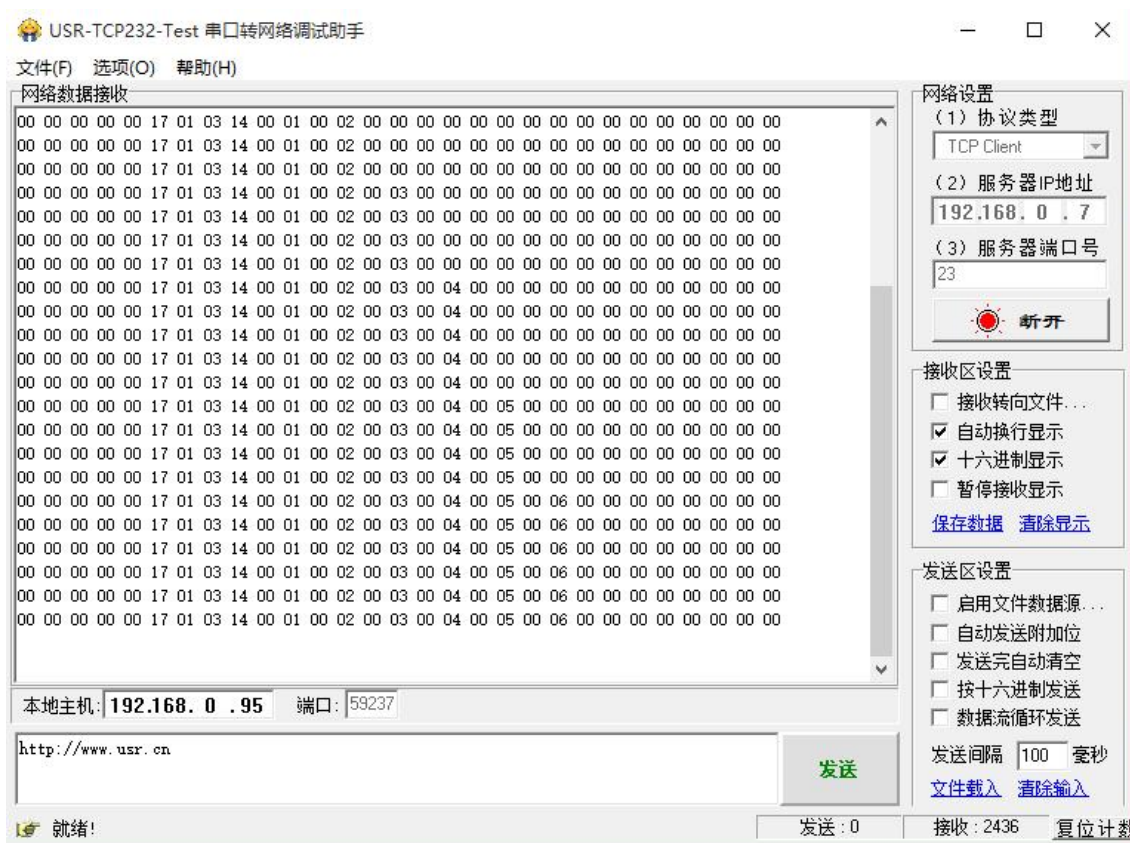 USR-TCP232-Test 串口转网络调试助手
文件(F) 选项(O) 帮助(H)
网络数据接收
00 00 00 00 00 17 01 03 14 00 01 00 02 00 00 00 00 00 00 00 00 00 00 00 00 00 00 00 00
00 00 00 00 00 17 01 03 14 00 01 00 02 00 00 00 00 00 00 00 00 00 00 00 00 00 00 00 00
00 00 00 00 00 17 01 03 14 00 01 00 02 00 00 00 00 00 00 00 00 00 00 00 00 00 00 00 00
00 00 00 00 00 17 01 03 14 00 01 00 02 00 03 00 00 00 00 00 00 00 00 00 00 00 00 00 00
00 00 00 00 00 17 01 03 14 00 01 00 02 00 03 00 00 00 00 00 00 00 00 00 00 00 00 00 00
00 00 00 00 00 17 01 03 14 00 01 00 02 00 03 00 00 00 00 00 00 00 00 00 00 00 00 00 00
00 00 00 00 00 17 01 03 14 00 01 00 02 00 03 00 00 00 00 00 00 00 00 00 00 00 00 00 00
00 00 00 00 00 17 01 03 14 00 01 00 02 00 03 00 04 00 00 00 00 00 00 00 00 00 00 00 00
00 00 00 00 00 17 01 03 14 00 01 00 02 00 03 00 04 00 00 00 00 00 00 00 00 00 00 00 00
00 00 00 00 00 17 01 03 14 00 01 00 02 00 03 00 04 00 00 00 00 00 00 00 00 00 00 00 00
00 00 00 00 00 17 01 03 14 00 01 00 02 00 03 00 04 00 00 00 00 00 00 00 00 00 00 00 00
00 00 00 00 00 17 01 03 14 00 01 00 02 00 03 00 04 00 00 00 00 00 00 00 00 00 00 00 00
00 00 00 00 00 17 01 03 14 00 01 00 02 00 03 00 04 00 05 00 00 00 00 00 00 00 00 00 00
00 00 00 00 00 17 01 03 14 00 01 00 02 00 03 00 04 00 05 00 00 00 00 00 00 00 00 00 00
00 00 00 00 00 17 01 03 14 00 01 00 02 00 03 00 04 00 05 00 00 00 00 00 00 00 00 00 00
00 00 00 00 00 17 01 03 14 00 01 00 02 00 03 00 04 00 05 00 00 00 00 00 00 00 00 00 00
00 00 00 00 00 17 01 03 14 00 01 00 02 00 03 00 04 00 05 00 06 00 00 00 00 00 00 00 00
00 00 00 00 00 17 01 03 14 00 01 00 02 00 03 00 04 00 05 00 06 00 00 00 00 00 00 00 00
00 00 00 00 00 17 01 03 14 00 01 00 02 00 03 00 04 00 05 00 06 00 00 00 00 00 00 00 00
00 00 00 00 00 17 01 03 14 00 01 00 02 00 03 00 04 00 05 00 06 00 00 00 00 00 00 00 00
00 00 00 00 00 17 01 03 14 00 01 00 02 00 03 00 04 00 05 00 06 00 00 00 00 00 00 00 00
00 00 00 00 00 17 01 03 14 00 01 00 02 00 03 00 04 00 05 00 06 00 00 00 00 00 00 00 00
本地主机: 192.168. 0 .95 端口: 59237
http://www.usr.cn
发送
网络设置
(1) 协议类型
TCP Client
(2) 服务器IP地址
192.168. 0 . 7
(3) 服务器端口号
23
断开
接收区设置
接收转向文件...
自动换行显示
十六进制显示
暂停接收显示
保存数据 清除显示
发送区设置
启用文件数据源...
自动发送附加位
发送完自动清空
按十六进制发送
数据流循环发送
发送间隔 100 毫秒
文件载入 清除输入
就绪!
发送 : 0 接收 : 2436 复位计数